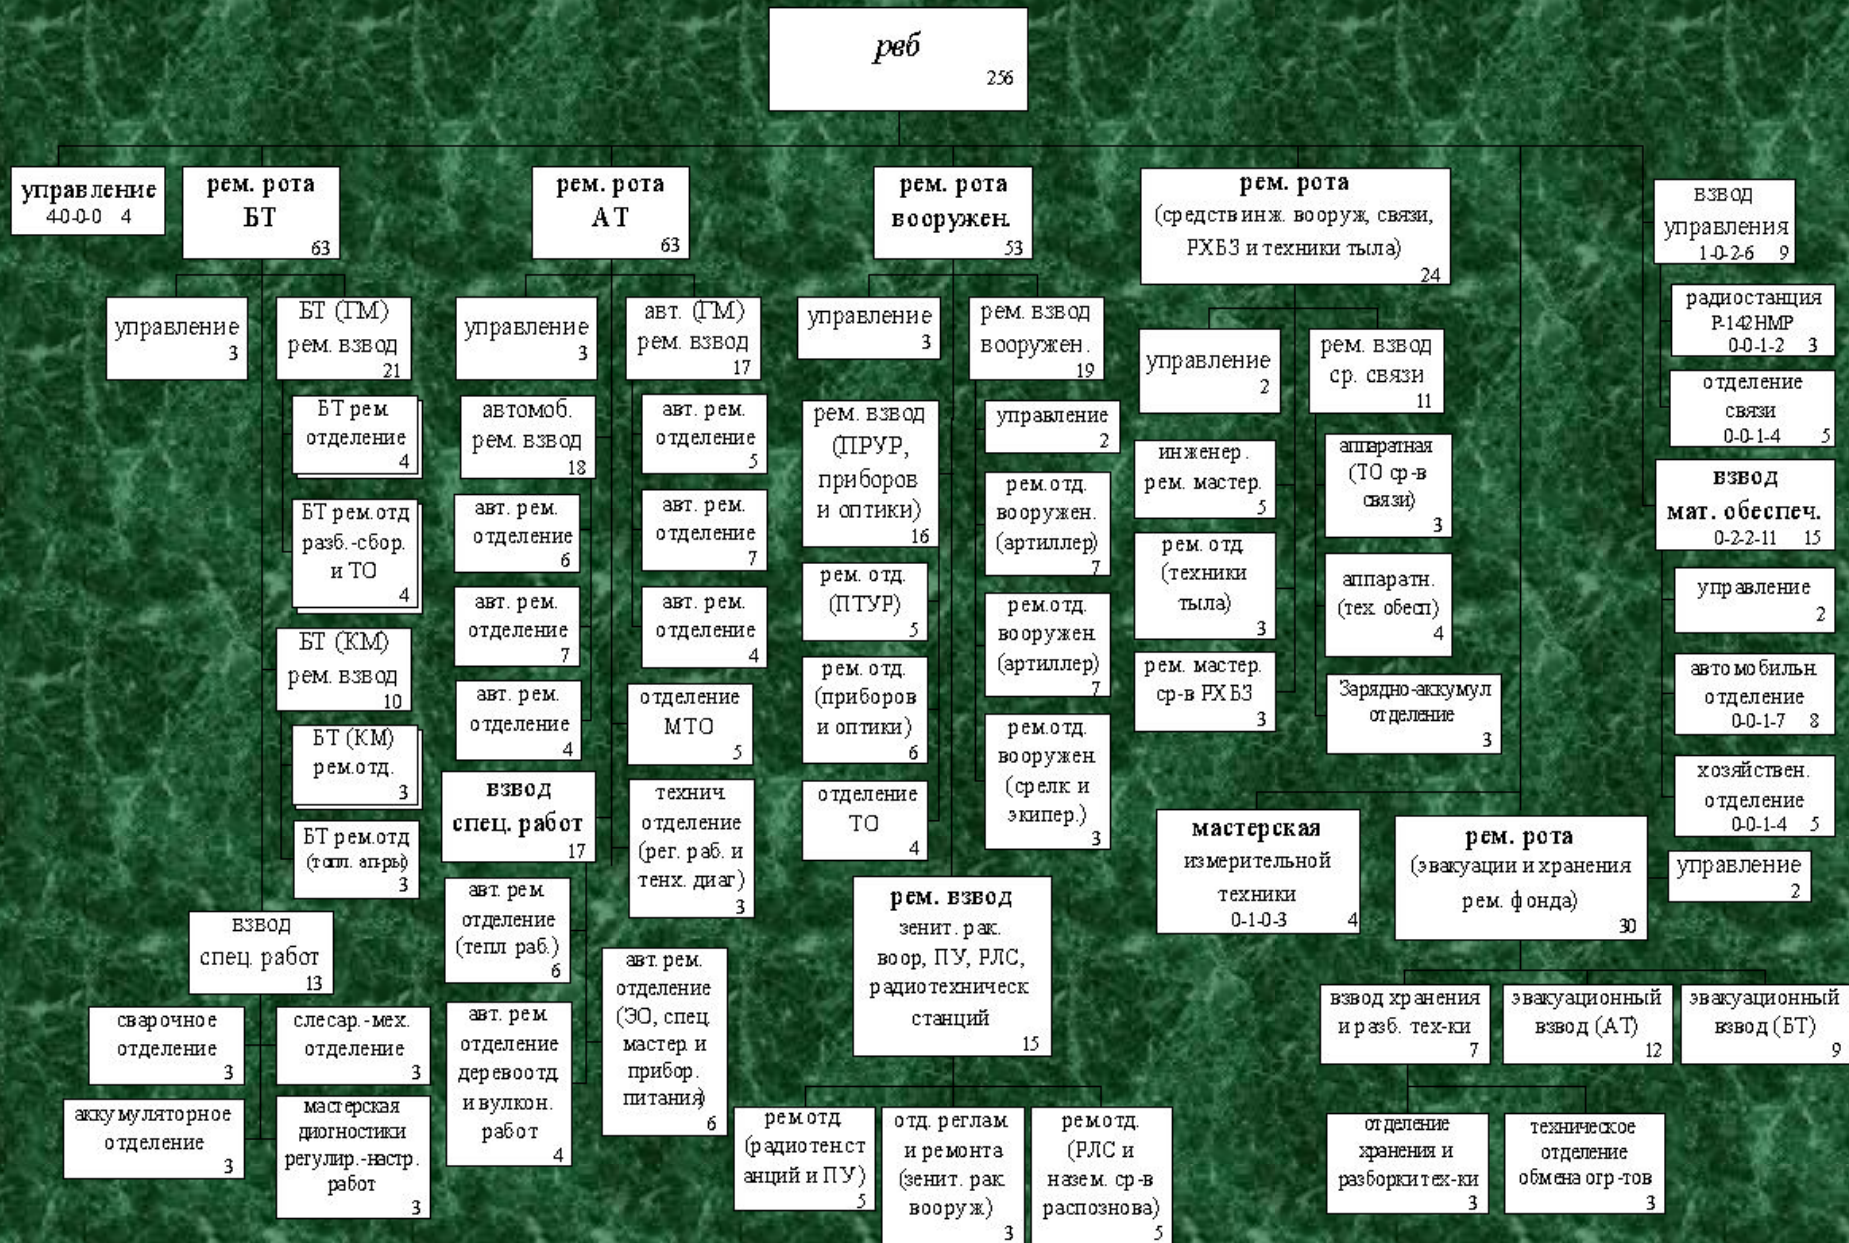 рвб
256
управление
4-0-0-0 4
рем. рота
БТ
63
рем. рота
АТ
63
рем. рота
вооружен.
53
рем. рота
(средств инж. вооруж, связи,
РХБЗ и техники тыла)
24
взвод
управления
1-0-2-6 9
управление
3
БТ (ГМ)
рем. взвод
21
БТ рем.
отделение
4
БТ рем.отд
разб.-сбор.
и ТО
4
БТ (КМ)
рем. взвод
10
БТ (КМ)
рем.отд.
3
БТ рем.отд
(топл. ап-ры)
3
взвод
спец. работ
13
сварочное
отделение
3
слесар.-мех.
отделение
3
аккумуляторное
отделение
3
мастерская
диогностики
регулир.-настр.
работ
3
управление
3
авт. (ГМ)
рем. взвод
17
автомоб.
рем. взвод
18
авт. рем.
отделение
5
авт. рем.
отделение
6
авт. рем.
отделение
7
авт. рем.
отделение
7
авт. рем.
отделение
4
авт. рем.
отделение
4
отделение
МТО
5
взвод
спец. работ
17
технич.
отделение
(рег. раб. и
тенх. диаг)
3
авт. рем.
отделение
(тепл раб.)
6
авт. рем.
отделение
(ЭО, спец.
мастер. и
прибор.
питания)
6
авт. рем.
отделение
деревоотд.
и вулкон.
работ
4
управление
3
рем. взвод
вооружен.
19
рем. взвод
(ПРУР,
приборов
и оптики)
16
управление
2
рем.отд.
вооружен.
(артиллер)
7
рем. отд.
(ПТУР)
5
рем.отд.
вооружен.
(артиллер)
7
рем. отд.
(приборов
и оптики)
6
рем.отд.
вооружен.
(срелк и
экипер.)
3
отделение
ТО
4
рем. взвод
зенит. рак.
воор, ПУ, РЛС,
радиотехническ
станций
15
рем.отд
(радиотен.ст
анций и ПУ)
5
отд. реглам.
и ремонта
(зенит. рак.
вооруж)
3
рем.отд.
(РЛС и
назем. ср-в
распознова)
5
управление
2
рем. взвод
ср. связи
11
инженер.
рем. мастер.
5
аппаратная
(ТО ср-в
связи)
3
рем. отд.
(техники
тыла)
3
аппаратн.
(тех. обесп)
4
рем. мастер.
ср-в РХБЗ
3
Зарядно-аккумул
отделение
3
мастерская
измерительной
техники
0-1-0-3 4
рем. рота
(эвакуации и хранения
рем. фонда)
30
управление
2
взвод хранения
и разб. тех-ки
7
эвакуационный
взвод (АТ)
12
эвакуационный
взвод (БТ)
9
отделение
хранения и
разборки тех-ки
3
техническое
отделение
обмена огр-тов
3
радиостанция
Р-142НМР
0-0-1-2 3
отделение
связи
0-0-1-4 5
взвод
мат. обеспеч.
0-2-2-11 15
управление
2
автомобильн.
отделение
0-0-1-7 8
хозяйствен.
отделение
0-0-1-4 5